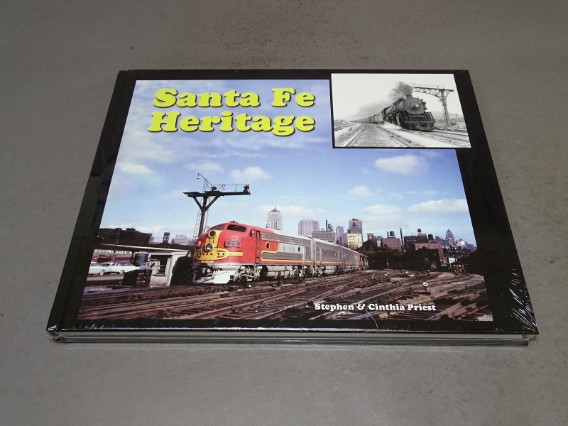 Santa Fe
Heritage
Stephen & Cinthia Priest